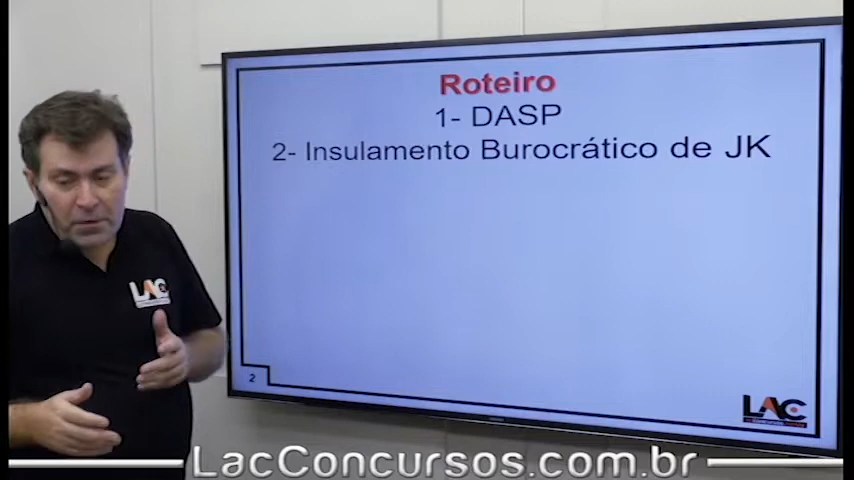 Roteiro
1- DASP
2- Insulamento Burocrático de JK
LAC
2
LAC
LacConcursos.com.br